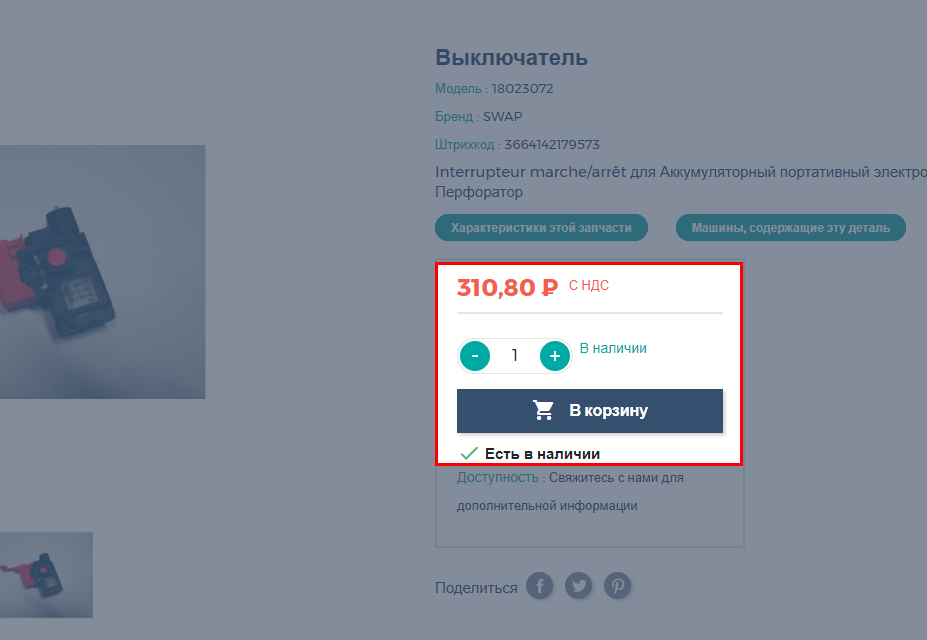 Выключатель
Модель : 18023072
Бренд : SWAP
Штрихкод : 3664142179573
Interrupteur marche/arrêt для Аккумуляторный портативный электро
Перфоратор
Характеристики этой запчасти
Машины, содержащие эту деталь
310,80 ₽ С НДС
- 1 + В наличии
В корзину
Есть в наличии
Доступность : Свяжитесь с нами для
дополнительной информации
Поделиться